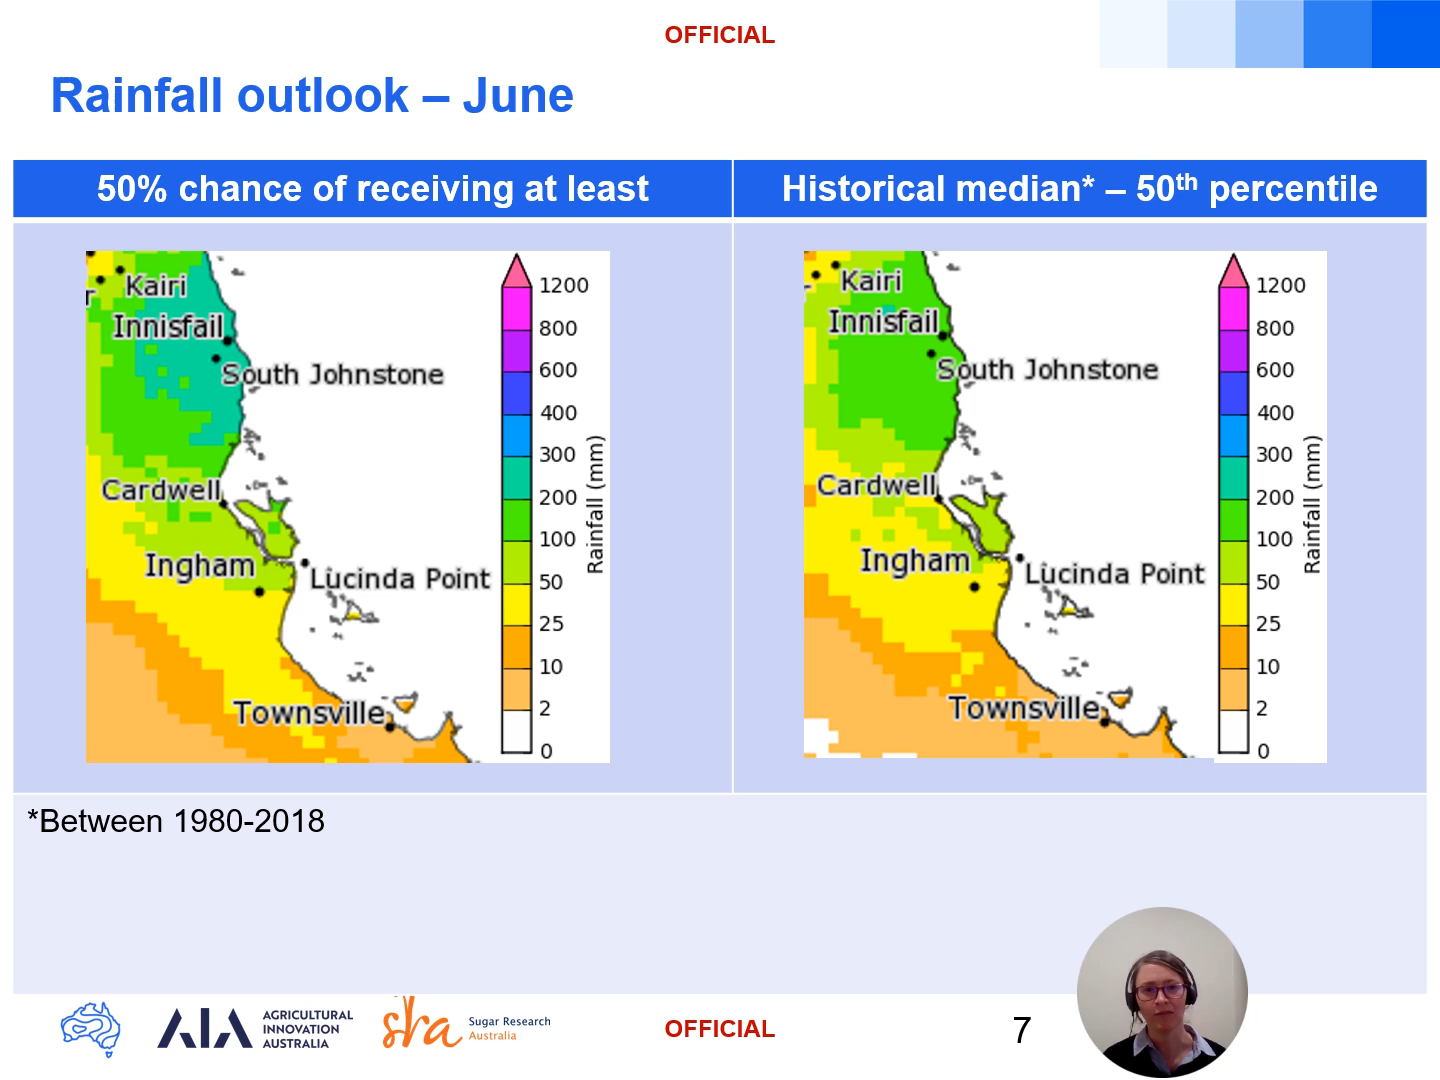 OFFICIAL
Rainfall outlook – June
50% chance of receiving at least
Historical median* – 50th percentile
Kairi
r
Innisfail
South Johnstone
Cardwell
Ingham
Lucinda Point
Townsville
1200
800
600
400
300
200
100
50
25
10
2
0
Rainfall (mm)
Kairi
Innisfail
South Johnstone
Cardwell
Ingham
Lucinda Point
Townsville
1200
800
600
400
300
200
100
50
25
10
2
0
Rainfall (mm)
*Between 1980-2018
AIA
AGRICULTURAL
INNOVATION
AUSTRALIA
sra
Sugar Research
Australia
OFFICIAL
7